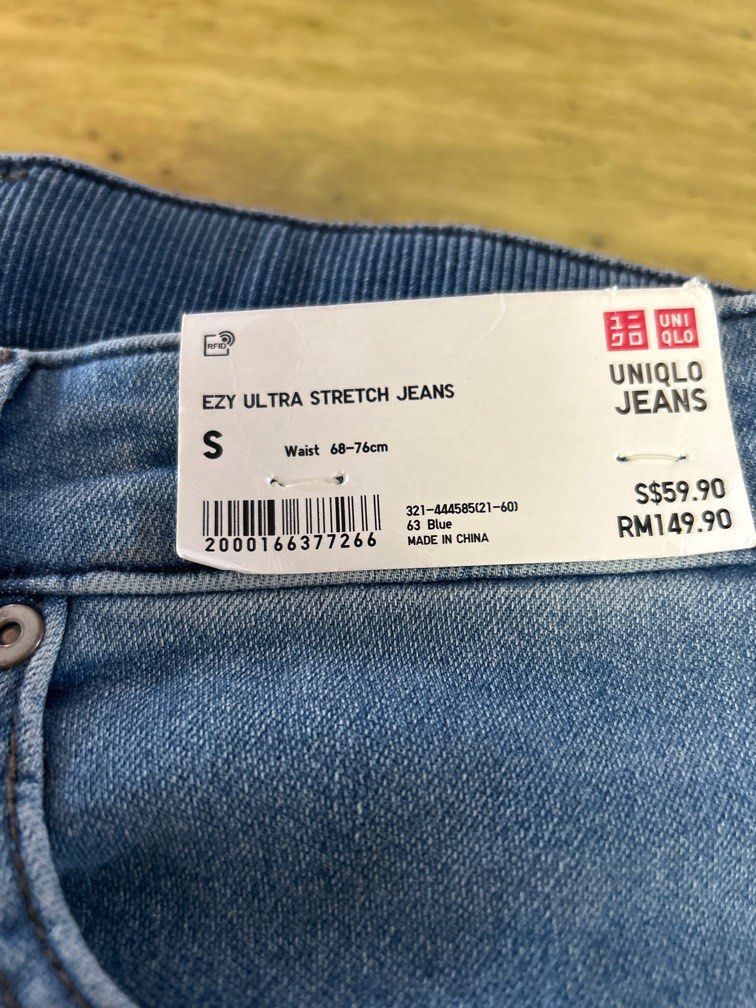 RFID
ユニ
クロ
UNI
QLO
UNIQLO
JEANS
EZY ULTRA STRETCH JEANS
S
Waist 68-76cm
2000166377266
321-444585(21-60)
63 Blue
MADE IN CHINA
S$59.90
RM149.90